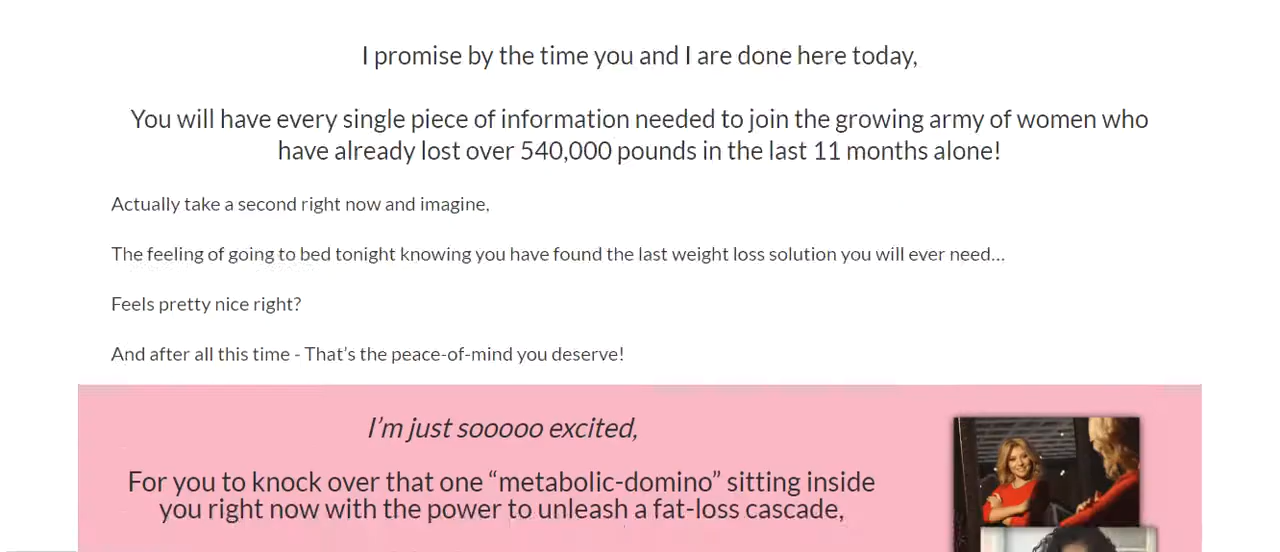 I promise by the time you and I are done here today,
You will have every single piece of information needed to join the growing army of women who
have already lost over 540,000 pounds in the last 11 months alone!
Actually take a second right now and imagine,
The feeling of going to bed tonight knowing you have found the last weight loss solution you will ever need...
Feels pretty nice right?
And after all this time - That's the peace-of-mind you deserve!
I'm just sooooo excited,
For you to knock over that one “metabolic-domino” sitting inside
you right now with the power to unleash a fat-loss cascade,